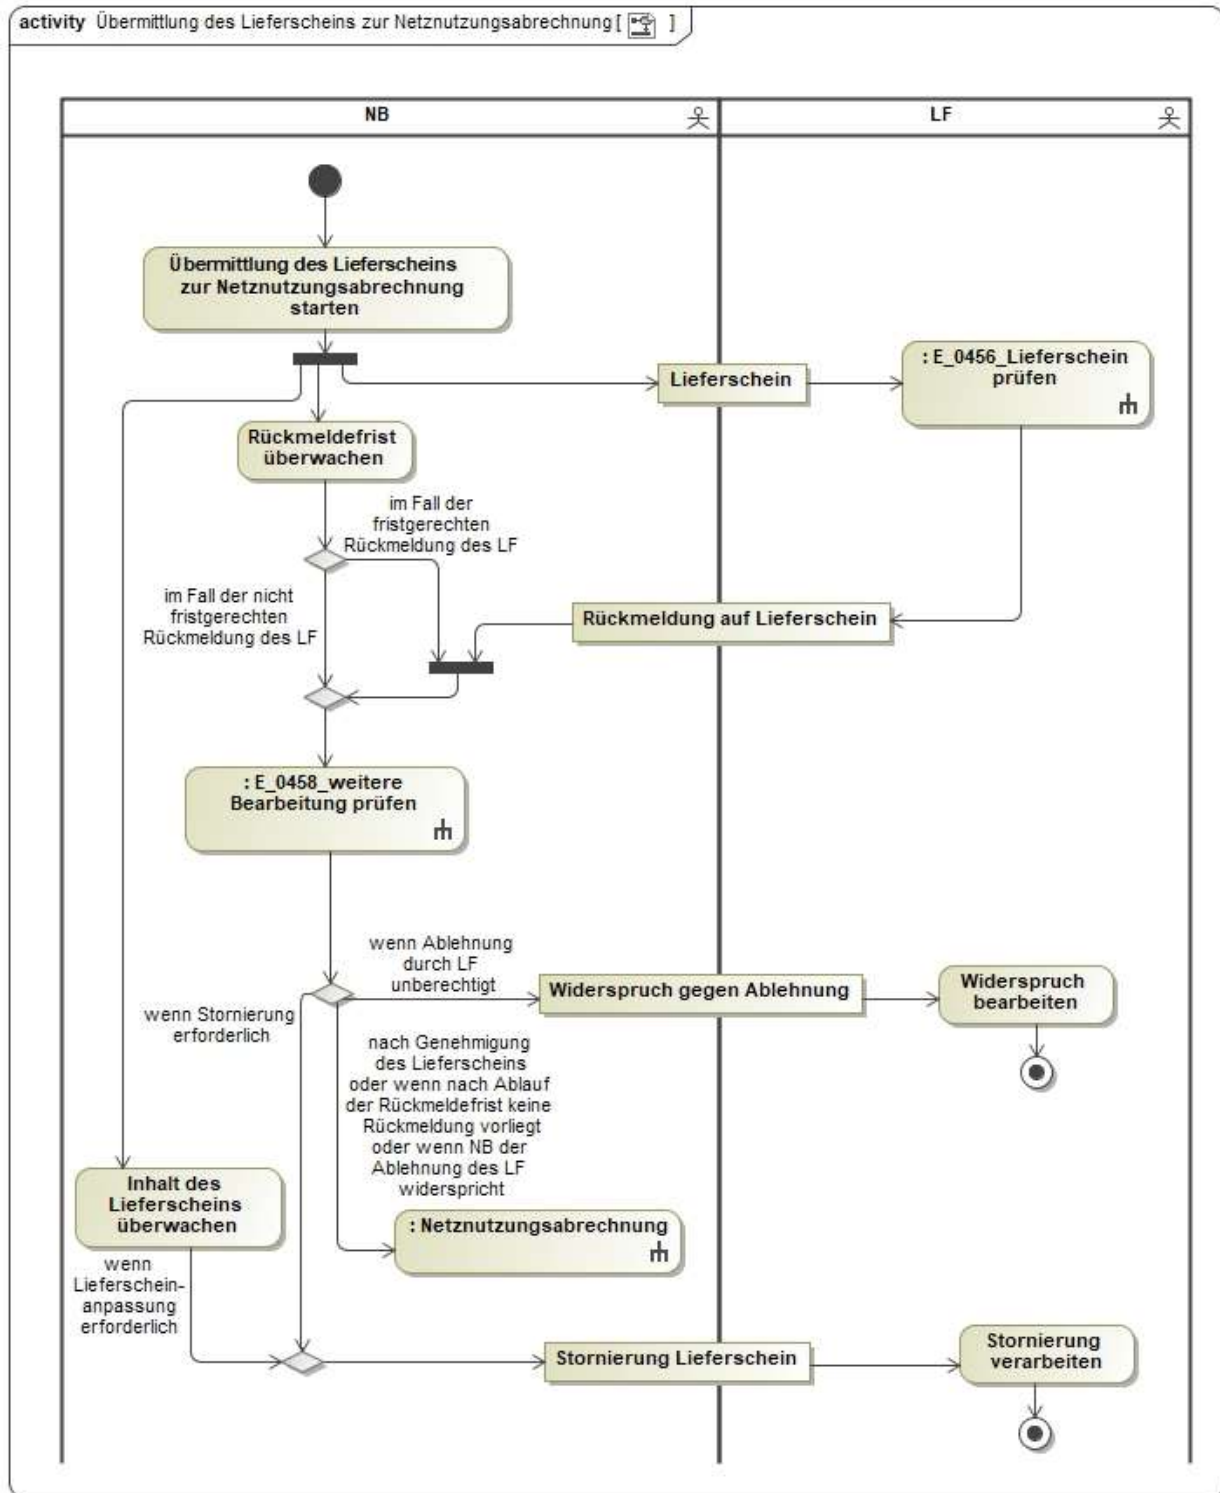 activity Übermittlung des Lieferscheins zur Netznutzungsabrechnung [ ]
NB
LF
Übermittlung des Lieferscheins
zur Netznutzungsabrechnung
starten
Lieferschein
: E_0456_Lieferschein
prüfen
Rückmeldefrist
überwachen
im Fall der
fristgerechten
Rückmeldung des LF
im Fall der nicht
fristgerechten
Rückmeldung des LF
Rückmeldung auf Lieferschein
: E_0458_weitere
Bearbeitung prüfen
wenn Ablehnung
durch LF
unberechtigt
Widerspruch gegen Ablehnung
Widerspruch
bearbeiten
wenn Stornierung
erforderlich
nach Genehmigung
des Lieferscheins
oder wenn nach Ablauf
der Rückmeldefrist keine
Rückmeldung vorliegt
oder wenn NB der
Ablehnung des LF
widerspricht
Inhalt des
Lieferscheins
überwachen
: Netznutzungsabrechnung
wenn
Lieferschein-
anpassung
erforderlich
Stornierung Lieferschein
Stornierung
verarbeiten